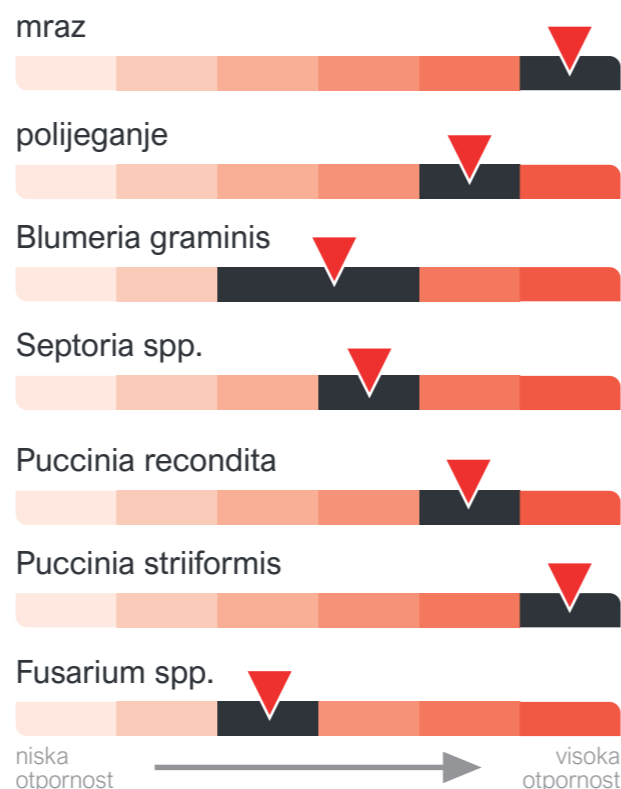 mraz
polijeganje
Blumeria graminis
Septoria spp.
Puccinia recondita
Puccinia striiformis
Fusarium spp.
niska
otpornost
visoka
otpornost